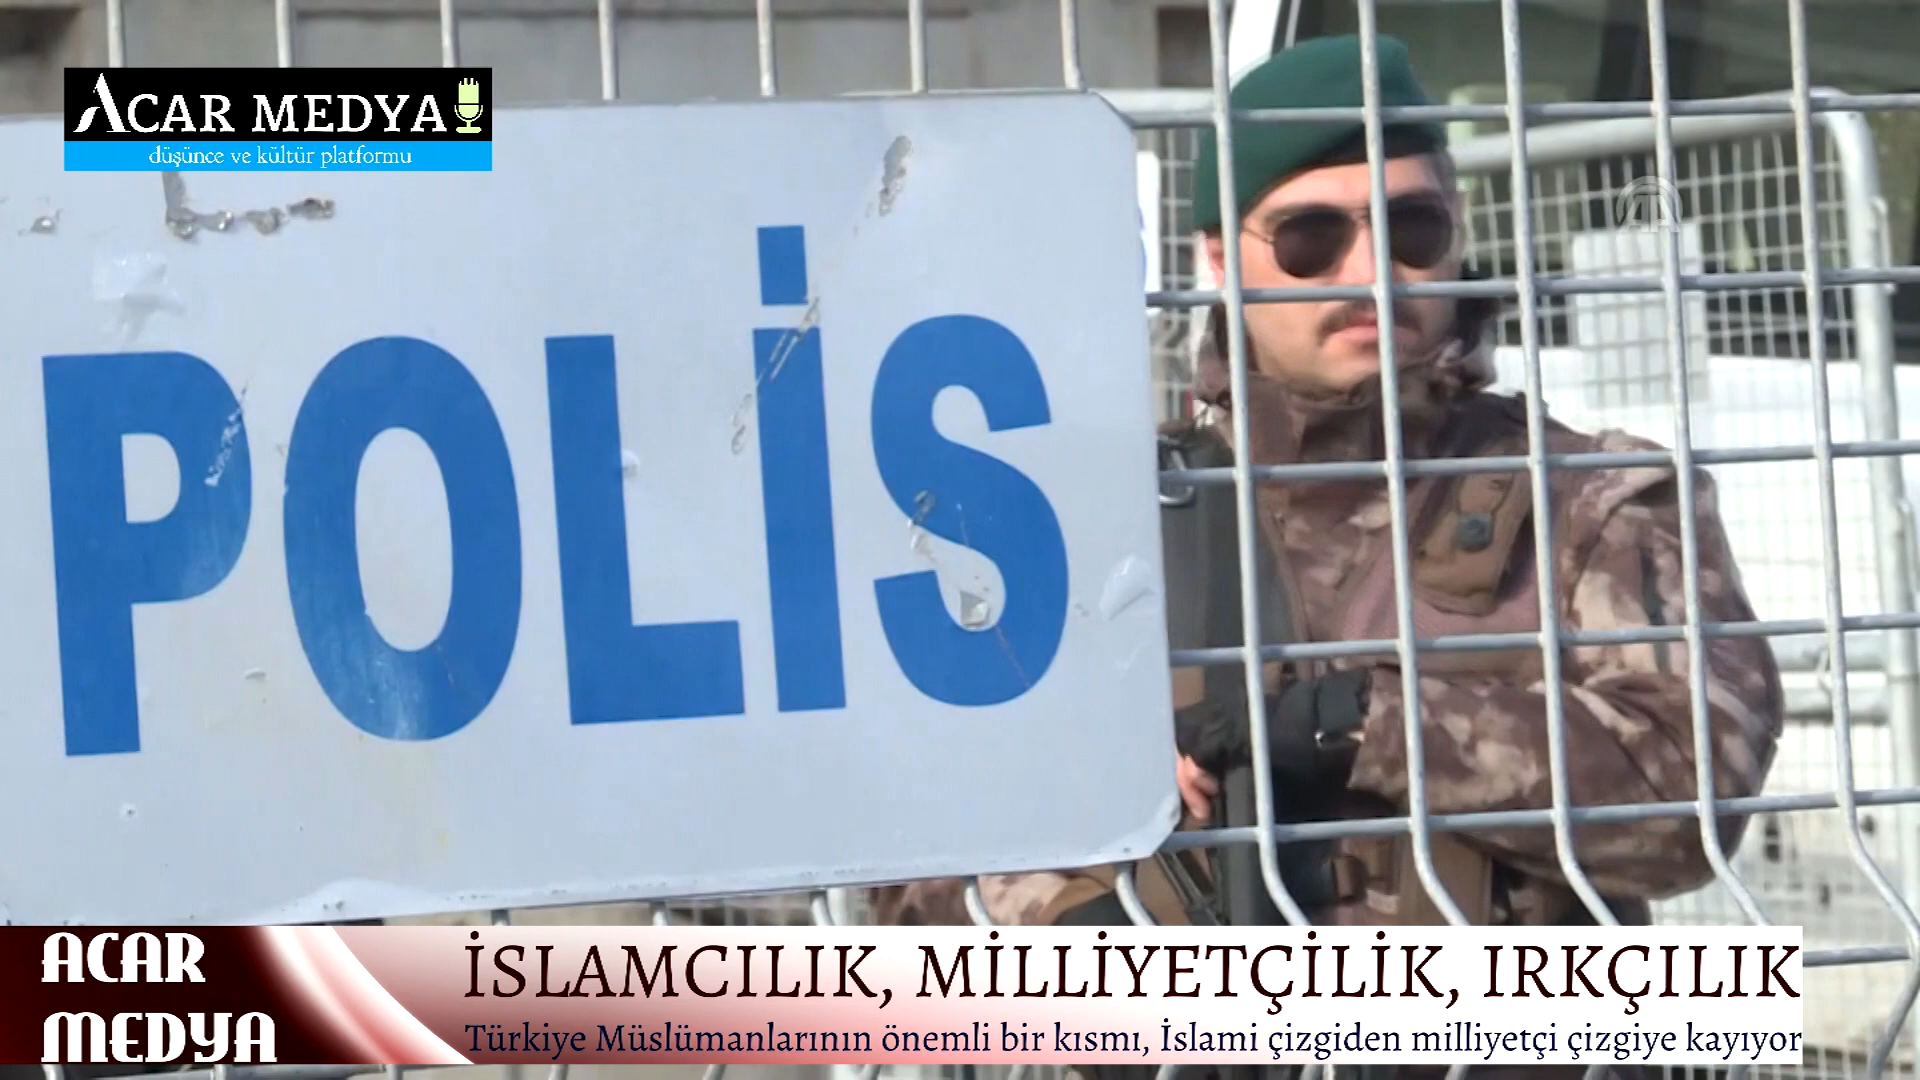 ACAR MEDYA
düşünce ve kültür platformu
AA
POLİS
ACAR
MEDYA
İSLAMCILIK, MİLLİYETÇİLİK, IRKÇILIK
Türkiye Müslümanlarının önemli bir kısmı, İslami çizgiden milliyetçi çizgiye kayıyor